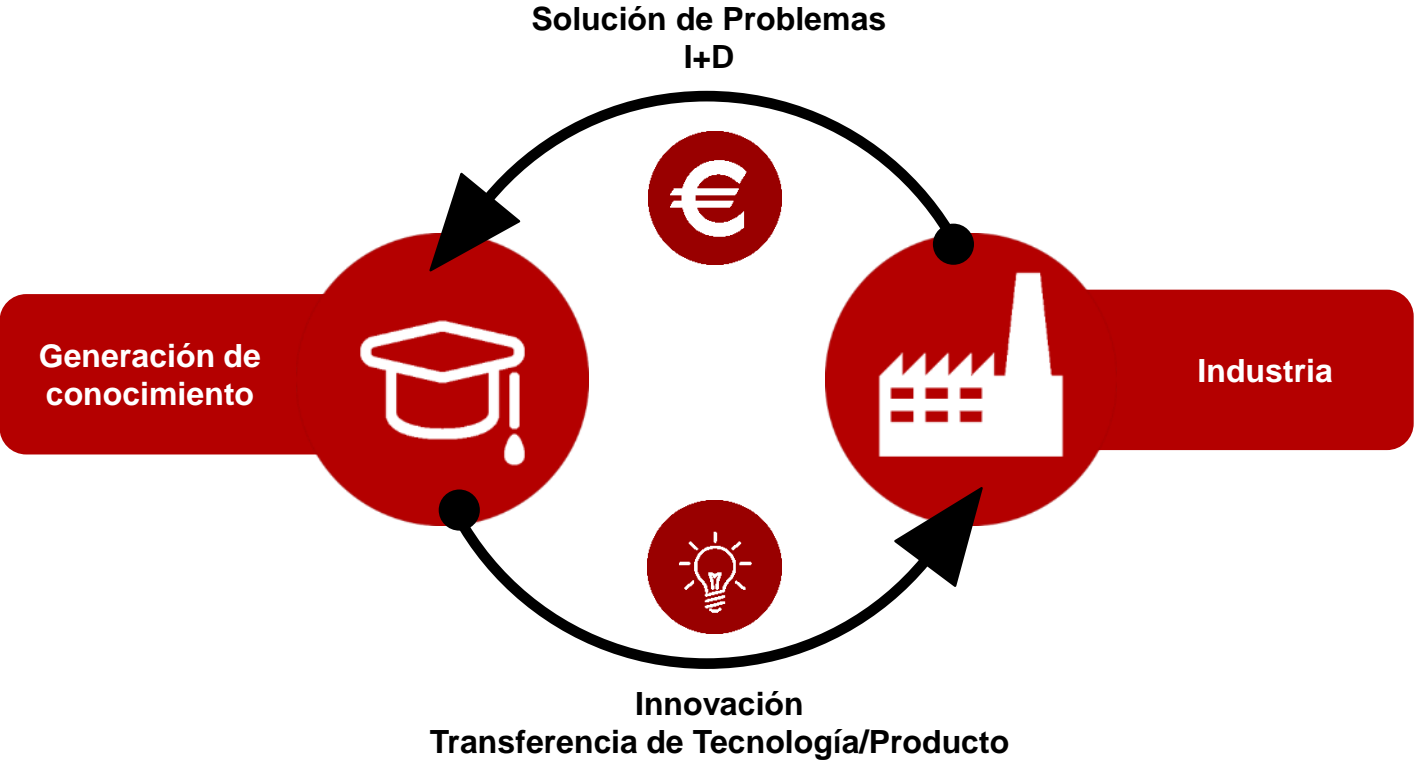 Solución de Problemas
I+D
Generación de
conocimiento
Industria
Innovación
Transferencia de Tecnología/Producto